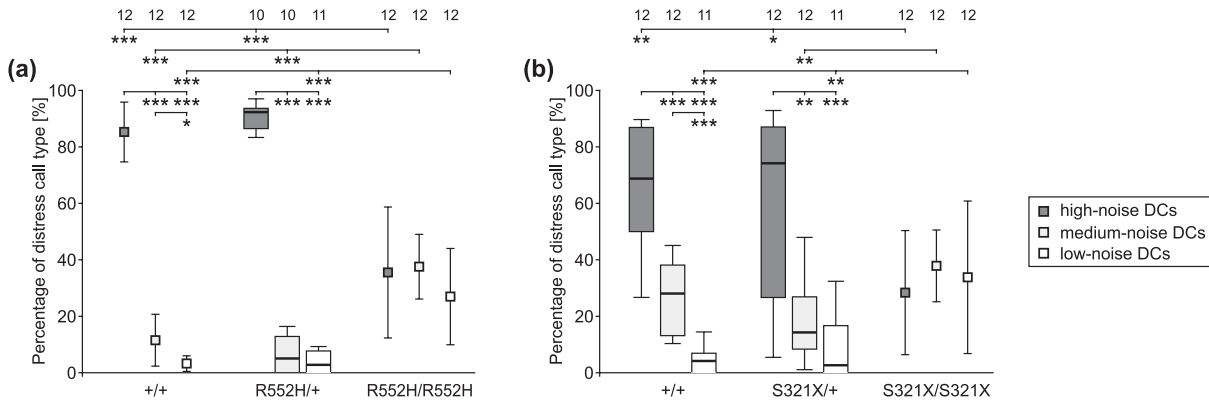 12 12 12 10 10 11 12 12 12
*** ***
*** ***
(a)
*** ***
*** *** *** ***
*
Percentage of distress call type [%]
100
80
60
40
20
0
+/+ R552H/+ R552H/R552H
12 12 11 12 12 11 12 12 12
** *
**
(b)
*** **
*** *** ** ***
***
Percentage of distress call type [%]
100
80
60
40
20
0
+/+ S321X/+ S321X/S321X
high-noise DCs
medium-noise DCs
low-noise DCs